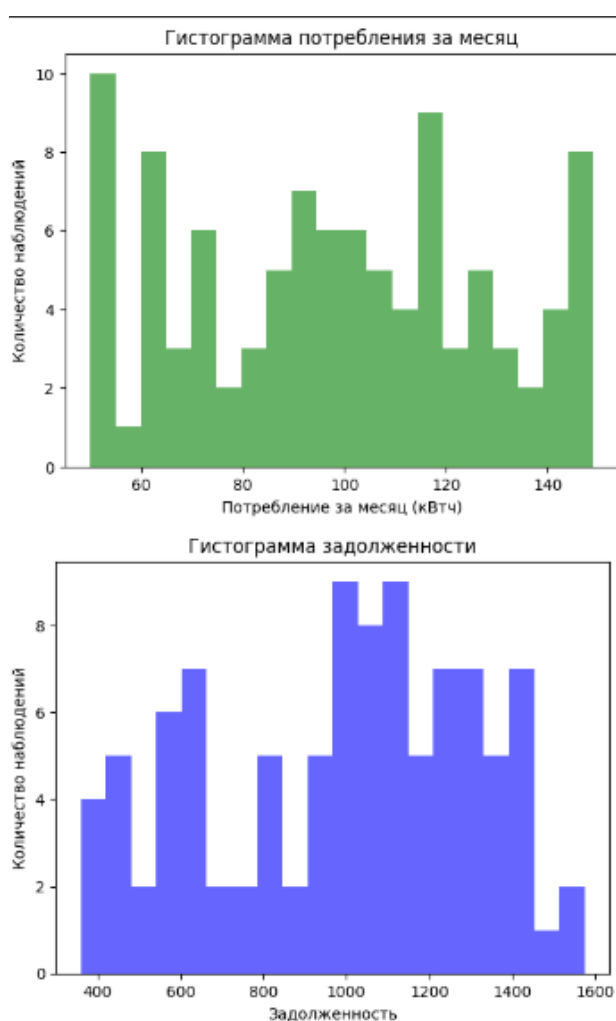 Гистограмма потребления за месяц
10
8
6
4
2
0
Количество наблюдений
60 80 100 120 140
Потребление за месяц (кВтч)
Гистограмма задолженности
8
6
4
2
0
Количество наблюдений
400 600 800 1000 1200 1400 1600
Задолженность